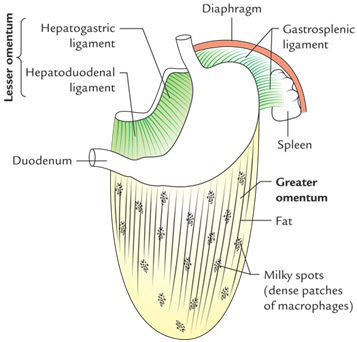 Lesser omentum
Hepatogastric
ligament
Hepatoduodenal
ligament
Duodenum
Diaphragm
Gastrosplenic
ligament
Spleen
Greater
omentum
Fat
Milky spots
(dense patches
of macrophages)